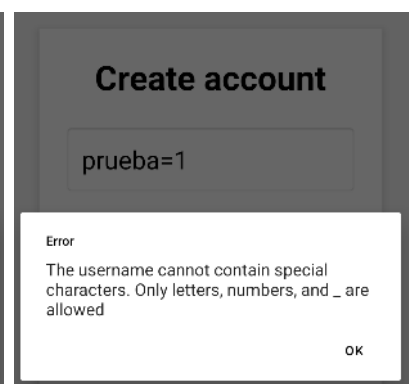 Create account
prueba=1
Error
The username cannot contain special
characters. Only letters, numbers, and _ are
allowed
OK